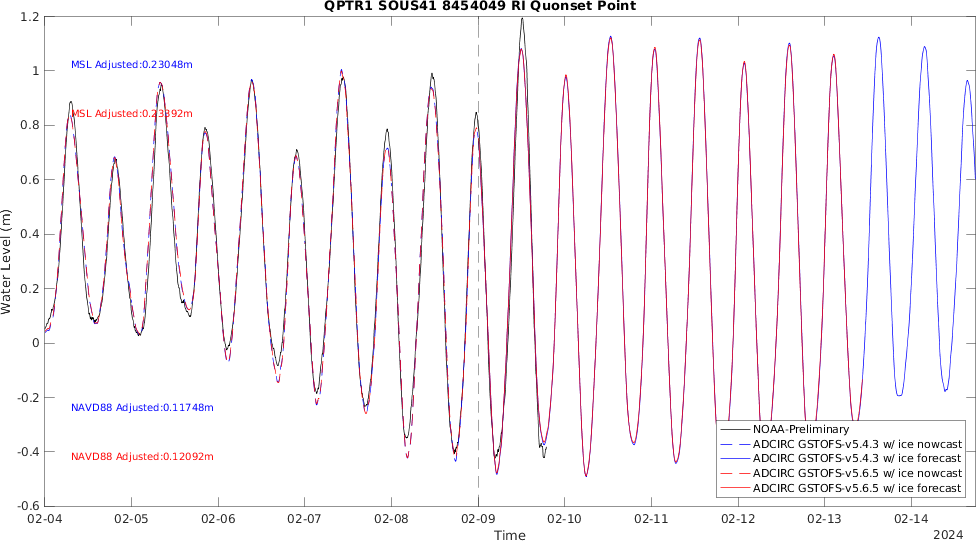 QPTR1 SOUS41 8454049 RI Quonset Point
1.2
1
0.8
0.6
0.4
0.2
0
-0.2
-0.4
-0.6
Water Level (m)
MSL Adjusted:0.23048m
MSL Adjusted:0.23392m
NAVD88 Adjusted:0.11748m
NAVD88 Adjusted:0.12092m
NOAA-Preliminary
ADCIRC GSTOFS-v5.4.3 w/ ice nowcast
ADCIRC GSTOFS-v5.4.3 w/ ice forecast
ADCIRC GSTOFS-v5.6.5 w/ ice nowcast
ADCIRC GSTOFS-v5.6.5 w/ ice forecast
02-04 02-05 02-06 02-07 02-08 02-09 02-10 02-11 02-12 02-13 02-14
Time
2024